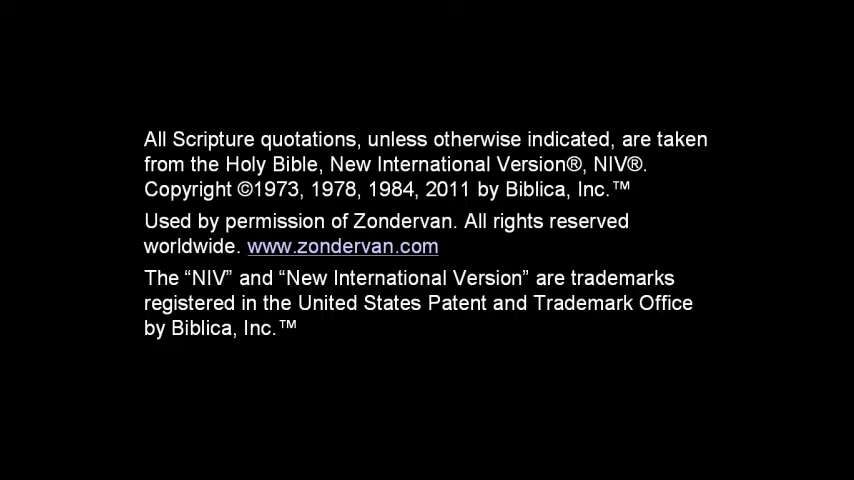 All Scripture quotations, unless otherwise indicated, are taken
from the Holy Bible, New International Version®, NIV®.
Copyright ©1973, 1978, 1984, 2011 by Biblica, Inc.™
Used by permission of Zondervan. All rights reserved
worldwide. www.zondervan.com
The “NIV” and “New International Version” are trademarks
registered in the United States Patent and Trademark Office
by Biblica, Inc.™